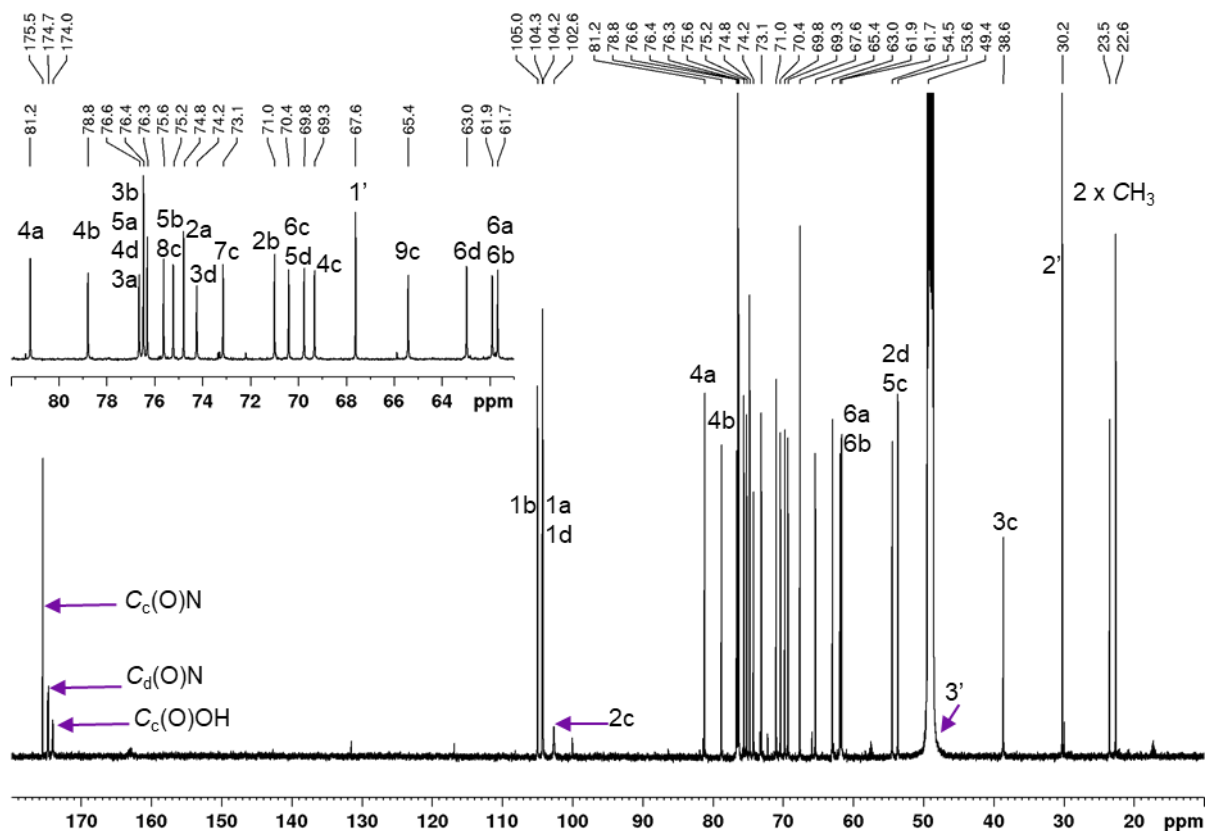 175.5 174.7 174.0 105.0 104.3 104.2 102.6 81.2 78.8 76.6 76.4 76.3 75.6 75.2 74.8 74.2 73.1 71.0 70.4 69.8 69.3 67.6 65.4 63.0 61.9 61.7 54.5 53.6 49.4 38.6 30.2 23.5 22.6
81.2 78.8 76.6 76.4 76.3 75.6 75.2 74.8 74.2 73.1 71.0 70.4 69.8 69.3 67.6 65.4 63.0 61.9 61.7
4a
4b
3b
5a
4d
3a
5b
8c
2a
3d
7c
2b
6c
5d
4c
1'
9c
6d
6a
6b
80 78 76 74 72 70 68 66 64 ppm
2 x CH3
2'
4a
4b
2d
5c
6a
6b
1b
1a
1d
3c
Cc(O)N
Cd(O)N
Cc(O)OH
2c
3'
170 160 150 140 130 120 110 100 90 80 70 60 50 40 30 20 ppm